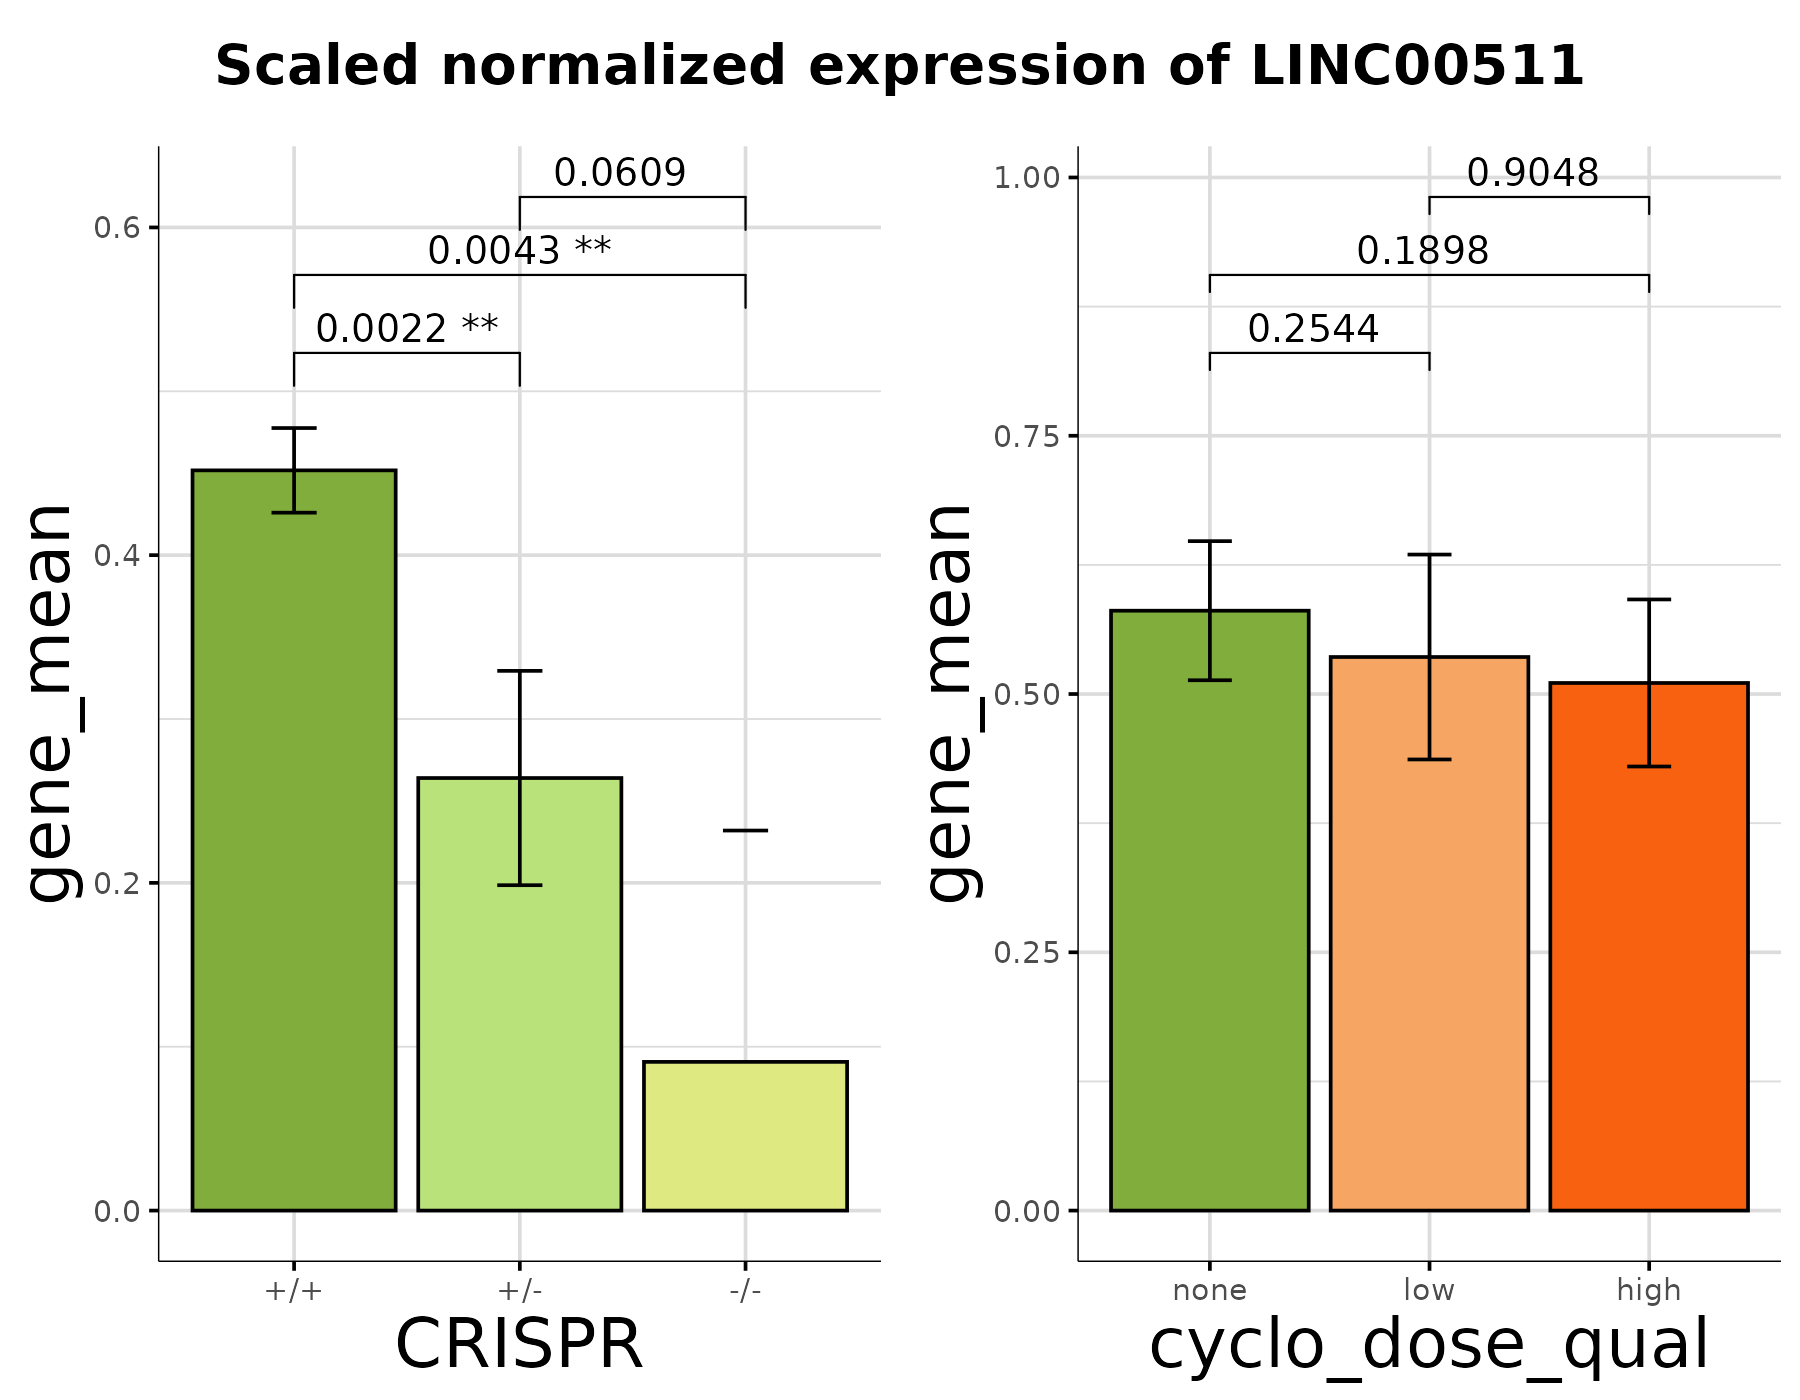 Scaled normalized expression of LINC00511
gene_mean
0.6
0.4
0.2
0.0
0.0609
0.0043 **
0.0022 **
+/+ +/- -/-
CRISPR
gene_mean
1.00
0.75
0.50
0.25
0.00
0.9048
0.1898
0.2544
none low high
cyclo_dose_qual